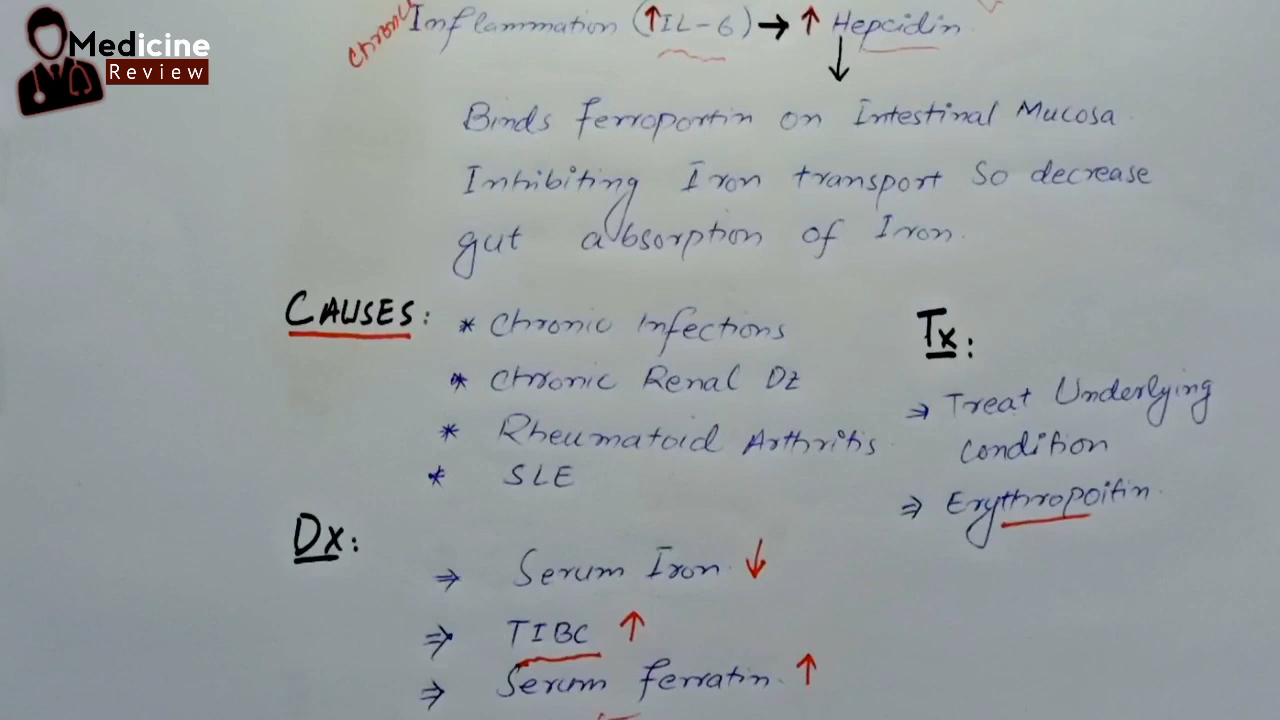 Medicine
Review
Chronic
Inflammation (↑IL-6) → ↑ Hepcidin
↓
Binds ferroportin on Intestinal Mucosa
Inhibiting Iron transport So decrease
gut absorption of Iron.
CAUSES:
* Chronic Infections
* Chronic Renal Dz
* Rheumatoid Arthritis
* SLE
Tx:
⇒ Treat Underlying
condition
⇒ Erythropoitin
Dx:
⇒ Serum Iron ↓
⇒ TIBC ↑
⇒ Serum ferratin ↑